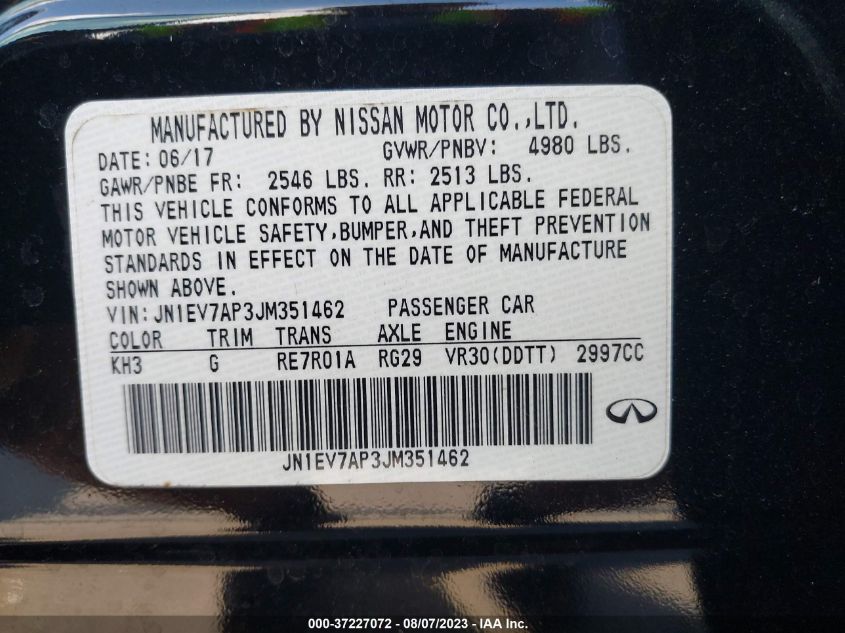 MANUFACTURED BY NISSAN MOTOR CO.,LTD.
DATE: 06/17 GVWR/PNBV: 4980 LBS.
GAWR/PNBE FR: 2546 LBS. RR: 2513 LBS.
THIS VEHICLE CONFORMS TO ALL APPLICABLE FEDERAL
MOTOR VEHICLE SAFETY,BUMPER,AND THEFT PREVENTION
STANDARDS IN EFFECT ON THE DATE OF MANUFACTURE
SHOWN ABOVE.
VIN: JN1EV7AP3JM351462 PASSENGER CAR
COLOR TRIM TRANS AXLE ENGINE
KH3 G RE7R01A RG29 VR30(DDTT) 2997CC
JN1EV7AP3JM351462
000-37227072 - 08/07/2023 - IAA Inc.